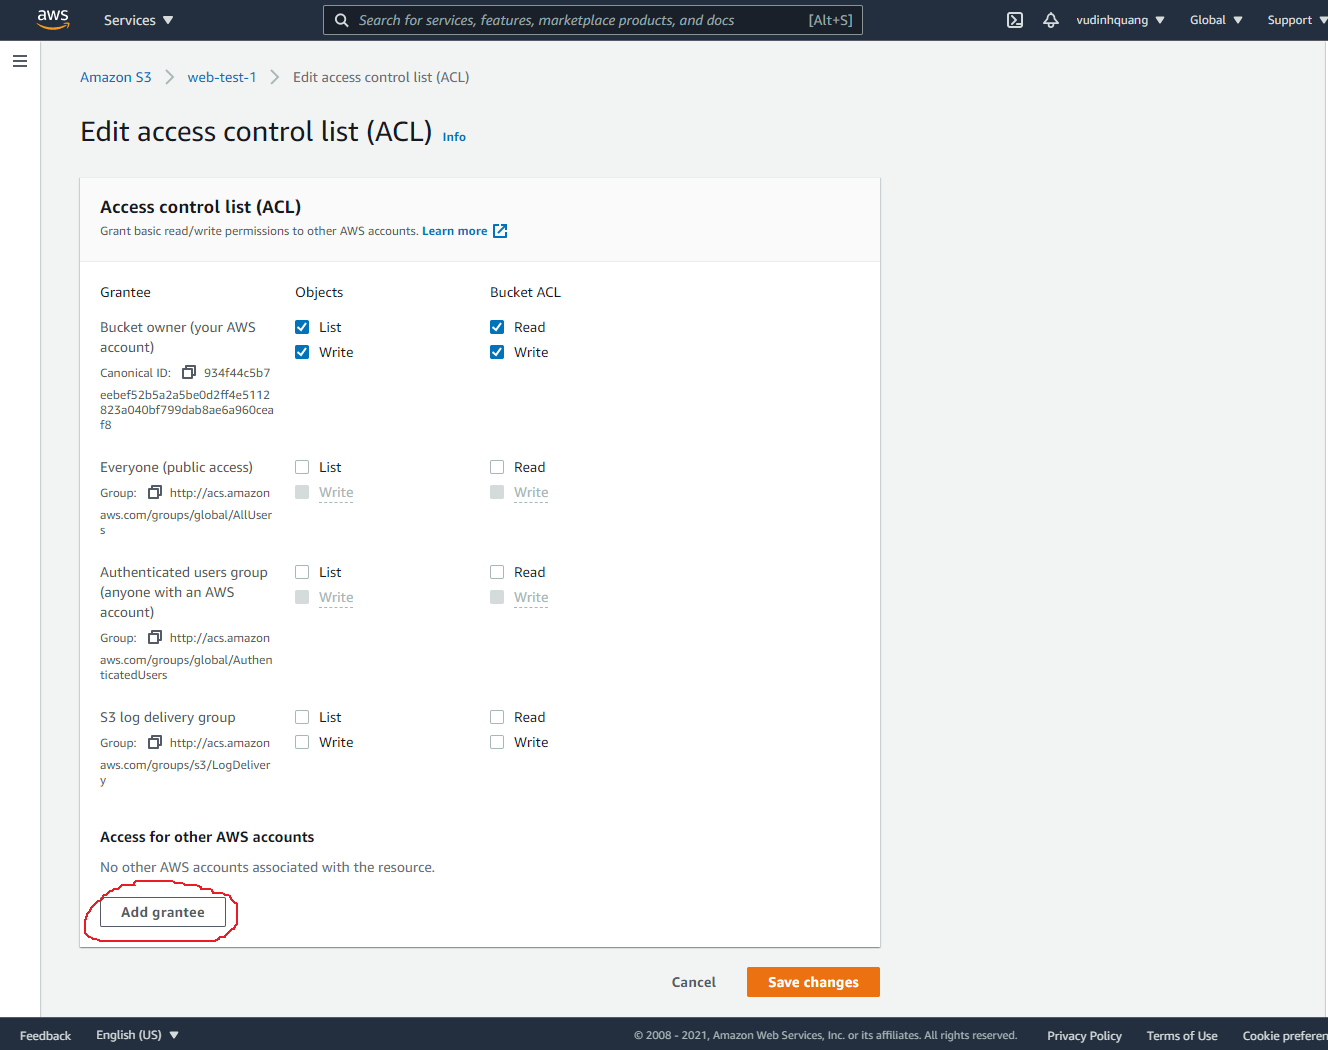 aws
Services
Search for services, features, marketplace products, and docs
[Alt+S]
vudinhquang
Global
Support
Amazon S3
web-test-1
Edit access control list (ACL)
Edit access control list (ACL) Info
Access control list (ACL)
Grant basic read/write permissions to other AWS accounts. Learn more
Grantee
Objects
Bucket ACL
Bucket owner (your AWS
account)
Canonical ID: 934f44c5b7
eebef52b5a2a5be0d2ff4e5112
823a040bf799dab8ae6a960cea
f8
List
Write
Read
Write
Everyone (public access)
Group: http://acs.amazon
aws.com/groups/global/AllUser
s
List
Write
Read
Write
Authenticated users group
(anyone with an AWS
account)
Group: http://acs.amazon
aws.com/groups/global/Authen
ticatedUsers
List
Write
Read
Write
S3 log delivery group
Group: http://acs.amazon
aws.com/groups/s3/LogDeliver
y
List
Write
Read
Write
Access for other AWS accounts
No other AWS accounts associated with the resource.
Add grantee
Cancel
Save changes
Feedback
English (US)
© 2008 - 2021, Amazon Web Services, Inc. or its affiliates. All rights reserved.
Privacy Policy
Terms of Use
Cookie preferen